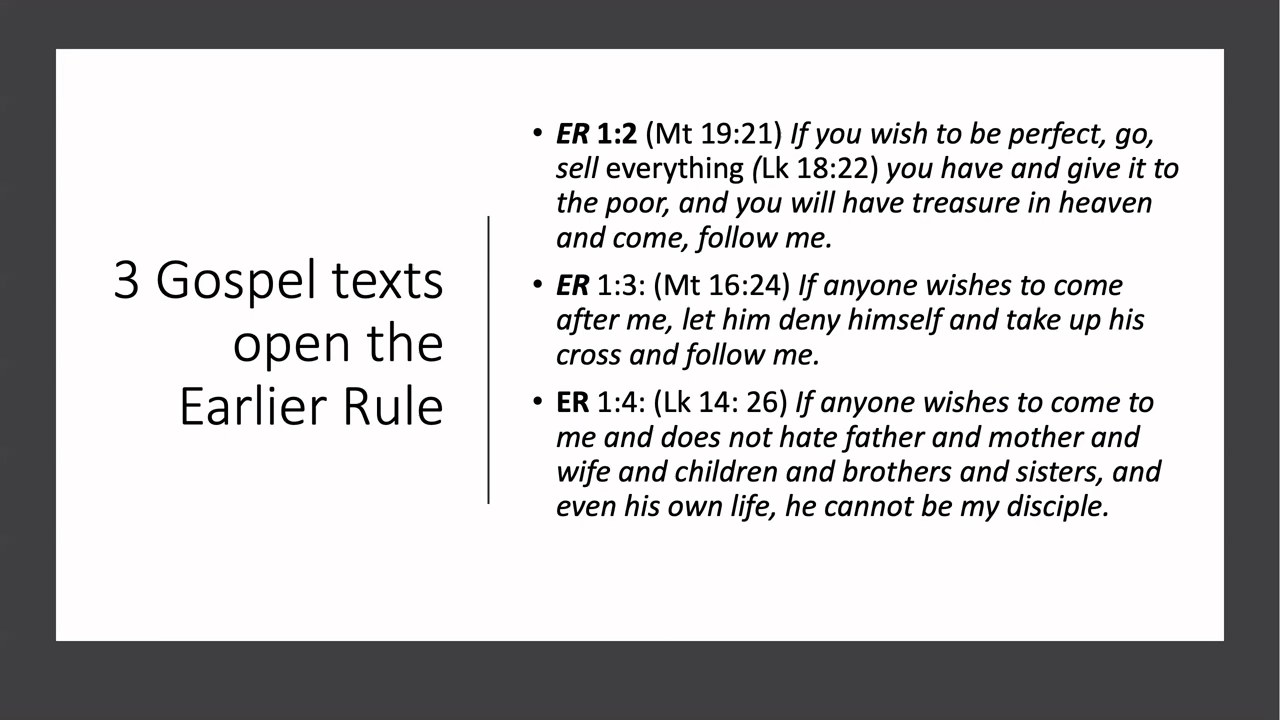 3 Gospel texts
open the
Earlier Rule
• ER 1:2 (Mt 19:21) If you wish to be perfect, go,
sell everything (Lk 18:22) you have and give it to
the poor, and you will have treasure in heaven
and come, follow me.
• ER 1:3: (Mt 16:24) If anyone wishes to come
after me, let him deny himself and take up his
cross and follow me.
• ER 1:4: (Lk 14: 26) If anyone wishes to come to
me and does not hate father and mother and
wife and children and brothers and sisters, and
even his own life, he cannot be my disciple.